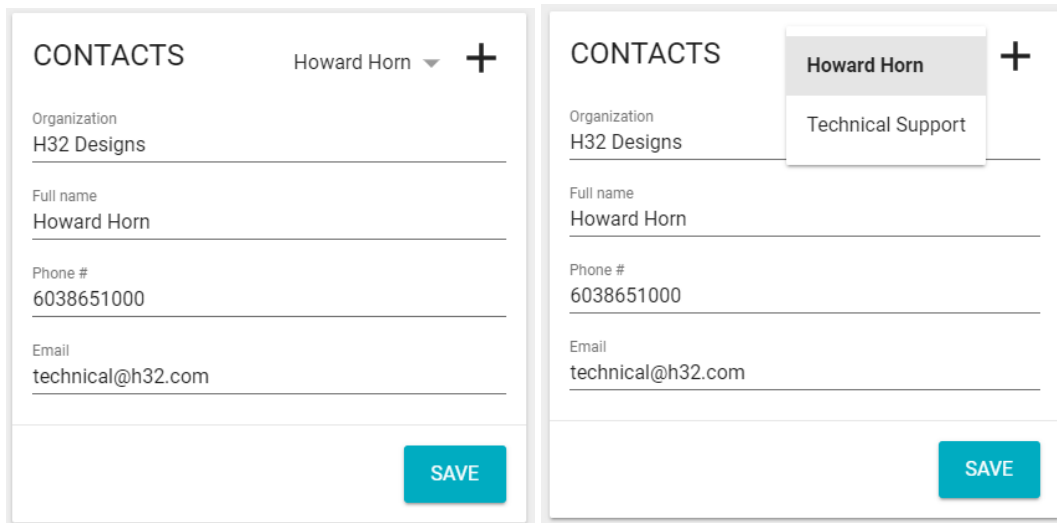 CONTACTS
Howard Horn
+
Organization
H32 Designs
Full name
Howard Horn
Phone #
6038651000
Email
technical@h32.com
SAVE
CONTACTS
Howard Horn
Technical Support
+
Organization
H32 Designs
Full name
Howard Horn
Phone #
6038651000
Email
technical@h32.com
SAVE